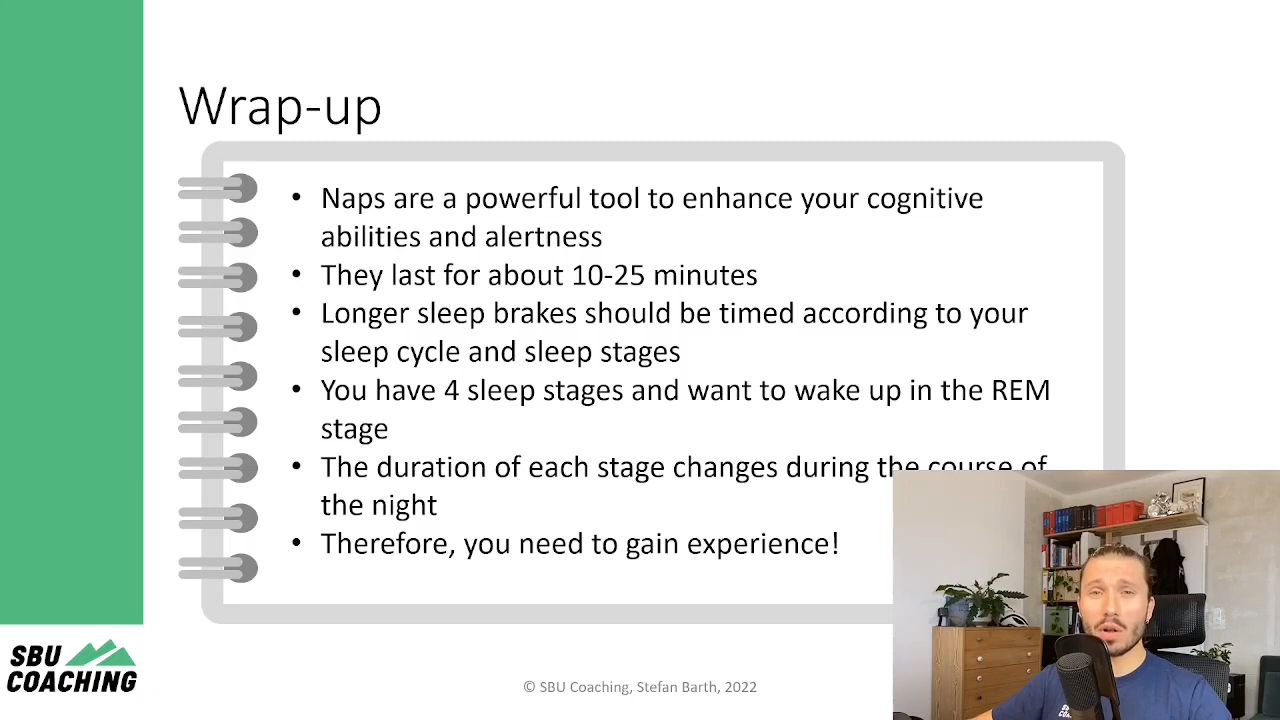 Wrap-up
• Naps are a powerful tool to enhance your cognitive
abilities and alertness
• They last for about 10-25 minutes
• Longer sleep brakes should be timed according to your
sleep cycle and sleep stages
• You have 4 sleep stages and want to wake up in the REM
stage
• The duration of each stage changes during the course of
the night
• Therefore, you need to gain experience!
SBU
COACHING
© SBU Coaching, Stefan Barth, 2022